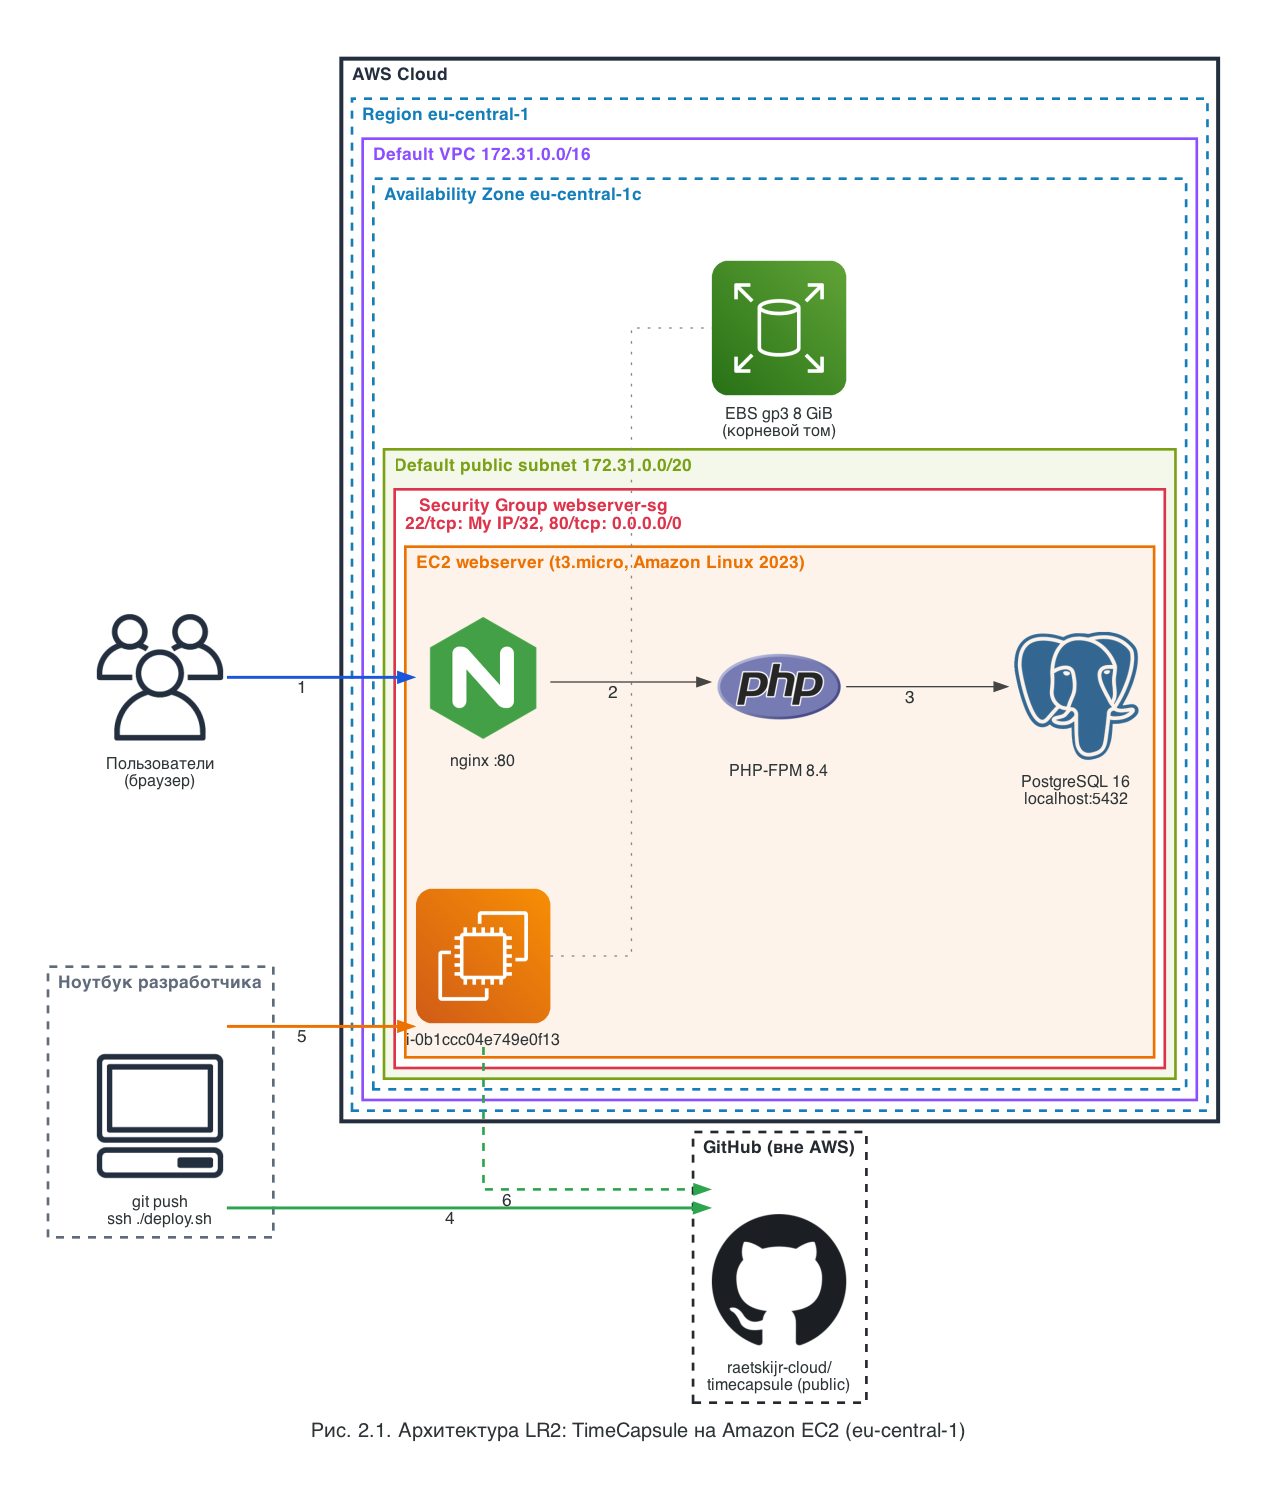 AWS Cloud
Region eu-central-1
Default VPC 172.31.0.0/16
Availability Zone eu-central-1c
EBS gp3 8 GiB
(корневой том)
Default public subnet 172.31.0.0/20
Security Group webserver-sg
22/tcp: My IP/32, 80/tcp: 0.0.0.0/0
EC2 webserver (t3.micro, Amazon Linux 2023)
1
N
2
php
3
nginx :80
Пользователи
(браузер)
PHP-FPM 8.4
PostgreSQL 16
localhost:5432
Ноутбук разработчика
5
i-0b1ccc04e749e0f13
git push
ssh ./deploy.sh
6
4
GitHub (вне AWS)
raetskijr-cloud/
timecapsule (public)
Рис. 2.1. Архитектура LR2: TimeCapsule на Amazon EC2 (eu-central-1)